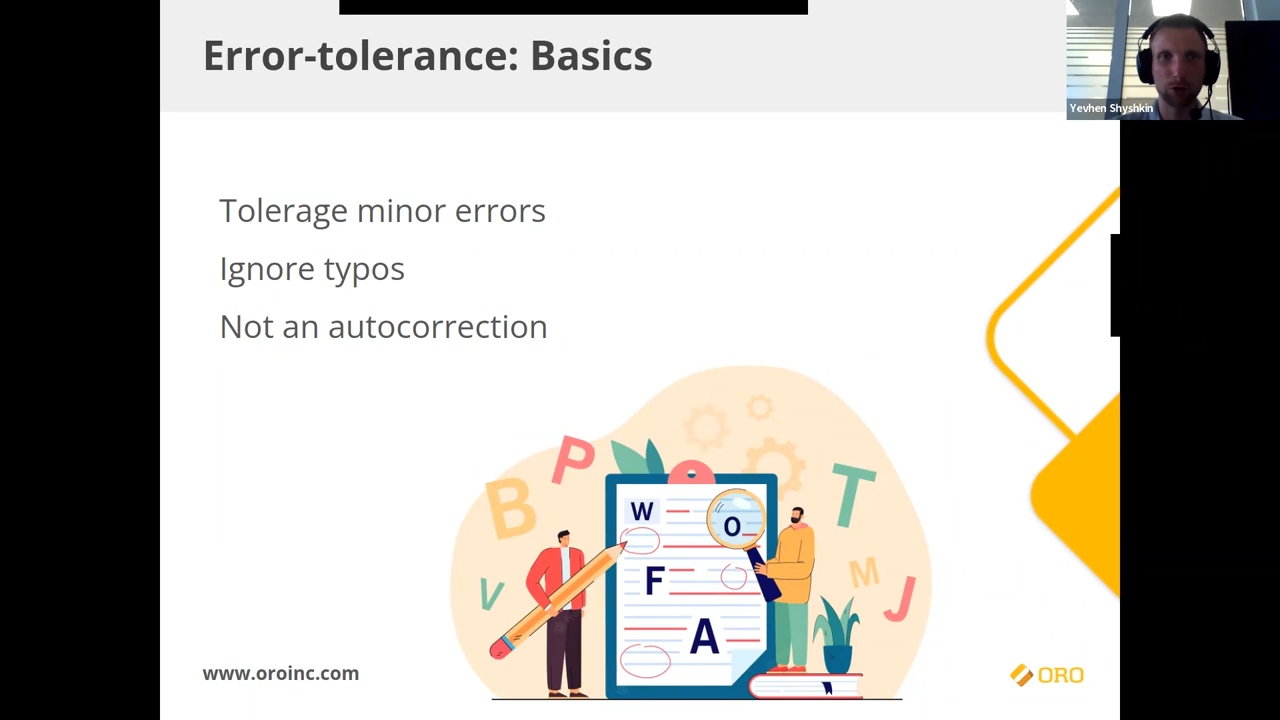 Error-tolerance: Basics
Yevhen Shyshkin
Tolerage minor errors
Ignore typos
Not an autocorrection
P
B
T
W
O
V
F
M
J
A
www.oroinc.com
ORO